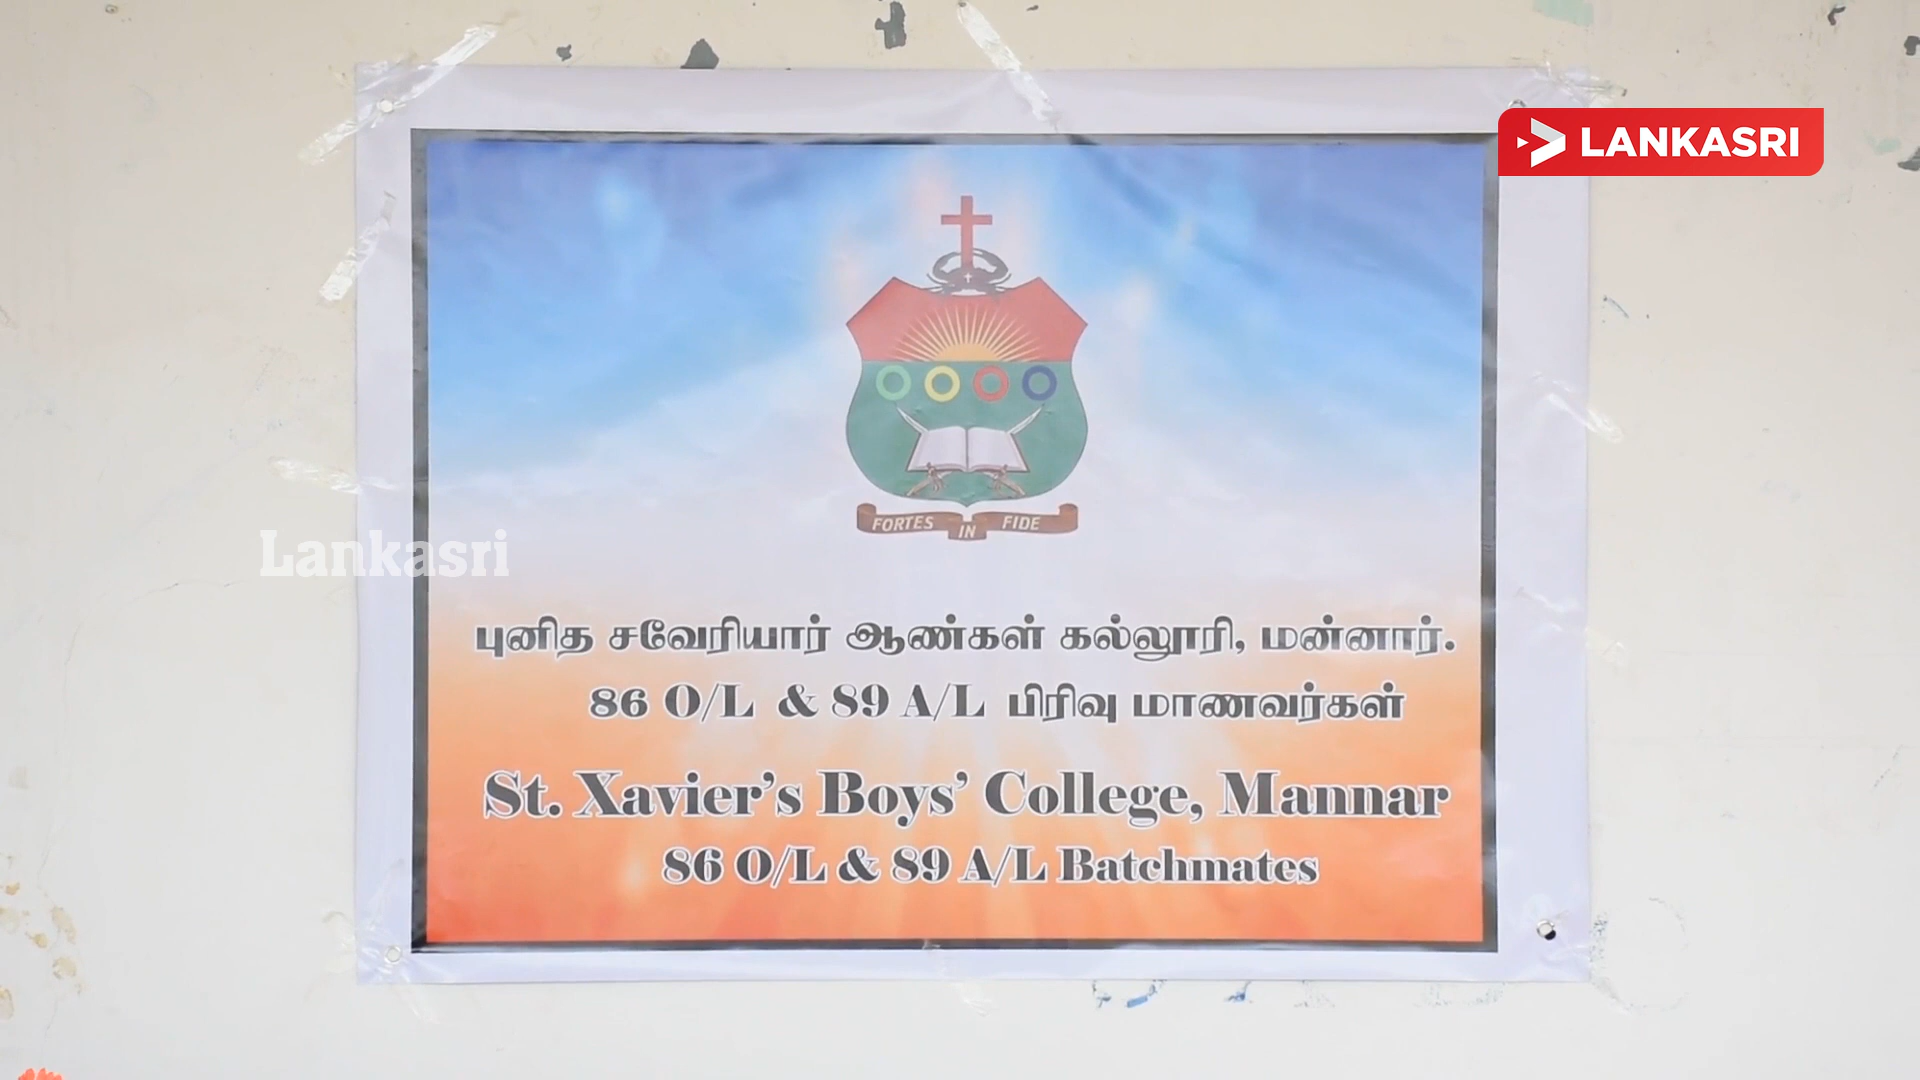 LANKASRI
FORTES IN FIDE
Lankasri
புனித சவேரியார் ஆண்கள் கல்லூரி, மன்னார்.
86 O/L & 89 A/L பிரிவு மாணவர்கள்
St. Xavier's Boys' College, Mannar
86 O/L & 89 A/L Batchmates